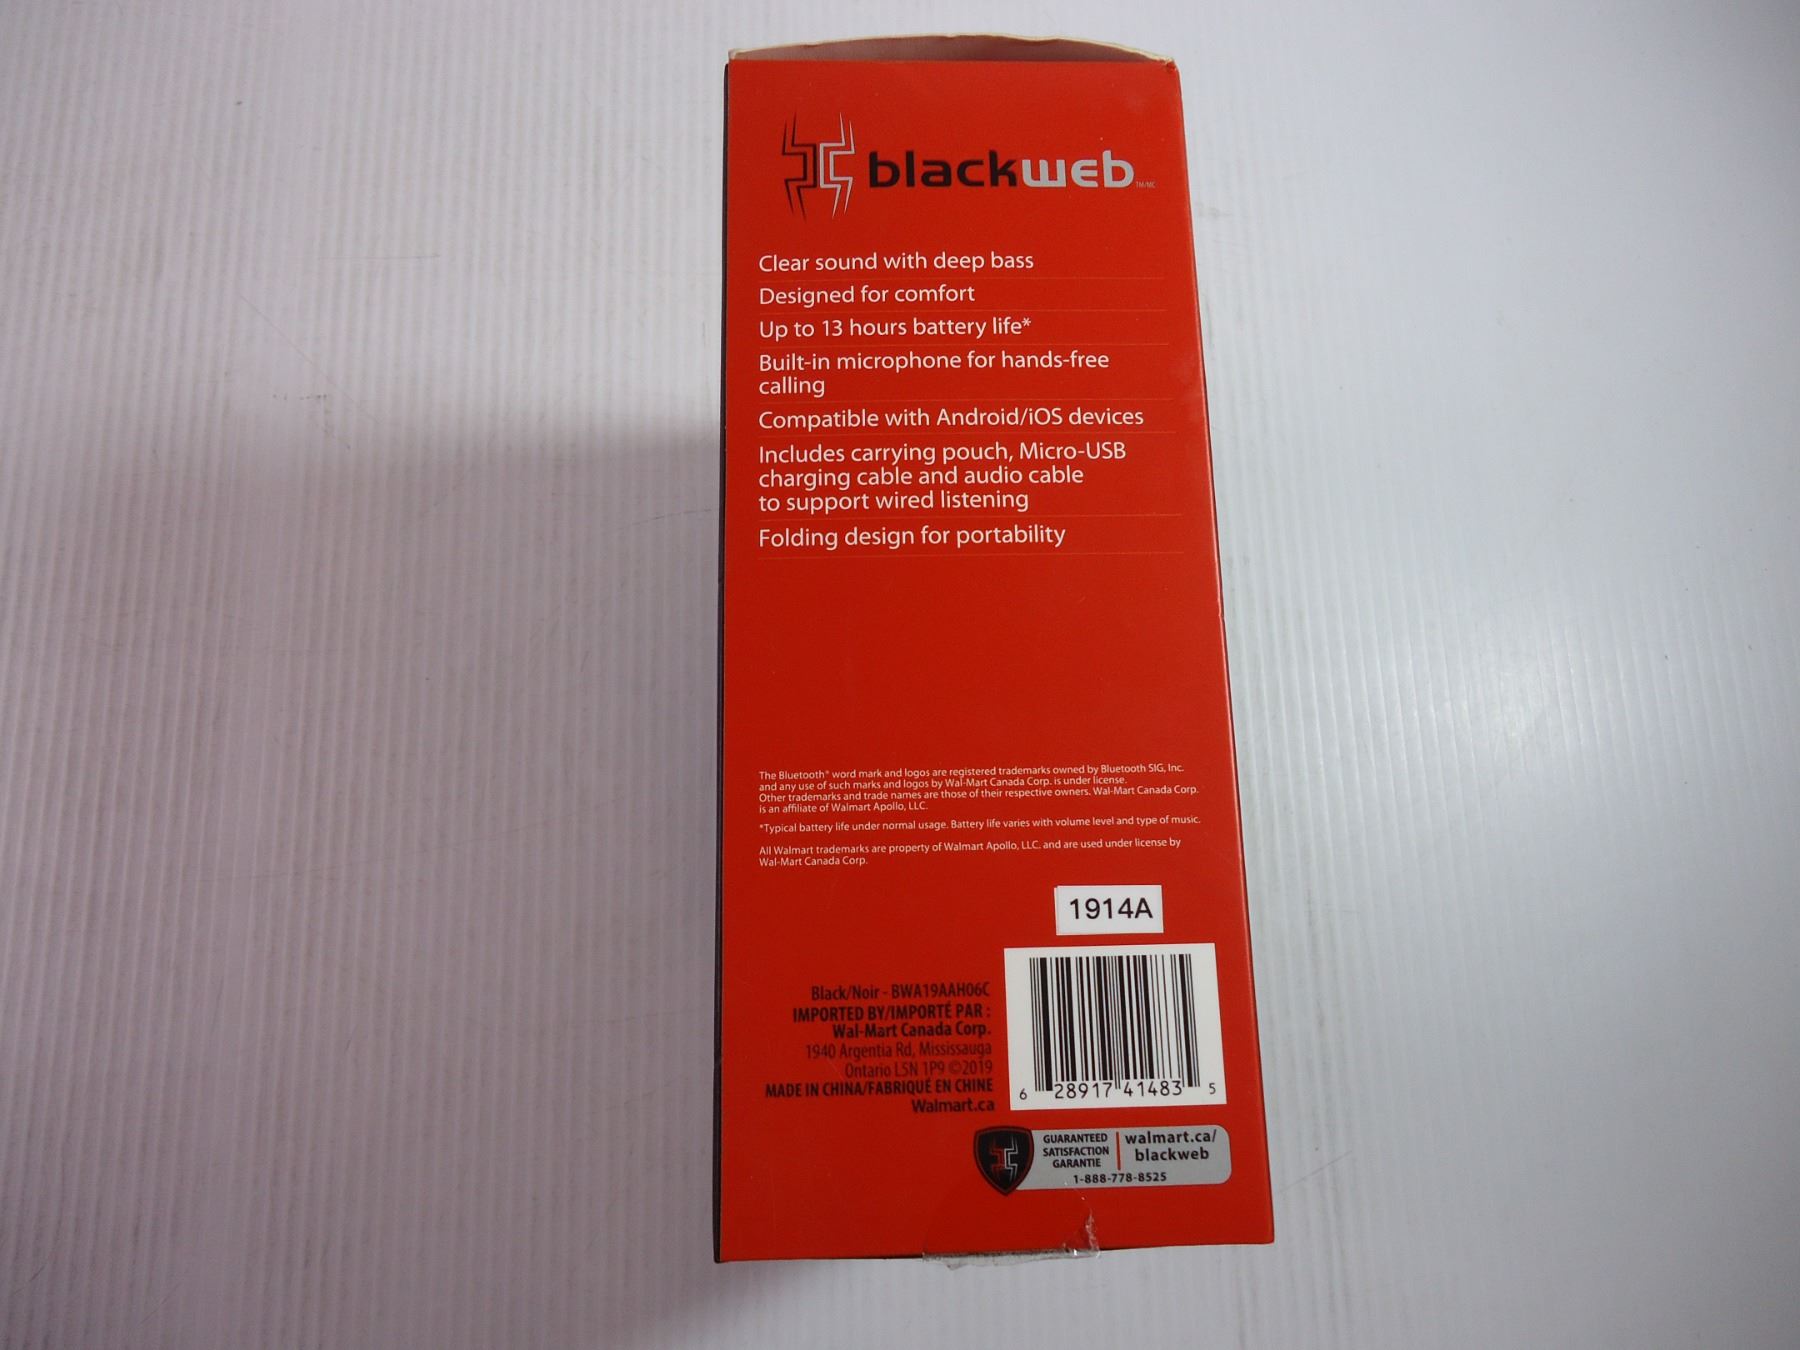 blackweb TM/MC
Clear sound with deep bass
Designed for comfort
Up to 13 hours battery life*
Built-in microphone for hands-free
calling
Compatible with Android/iOS devices
Includes carrying pouch, Micro-USB
charging cable and audio cable
to support wired listening
Folding design for portability
The Bluetooth® word mark and logos are registered trademarks owned by Bluetooth SIG, Inc.
and any use of such marks and logos by Wal-Mart Canada Corp. is under license.
Other trademarks and trade names are those of their respective owners. Wal-Mart Canada Corp.
is an affiliate of Walmart Apollo, LLC.
*Typical battery life under normal usage. Battery life varies with volume level and type of music.
All Walmart trademarks are property of Walmart Apollo, LLC. and are used under license by
Wal-Mart Canada Corp.
1914A
Black/Noir - BWA19AAH06C
IMPORTED BY/IMPORTÉ PAR :
Wal-Mart Canada Corp.
1940 Argentia Rd, Mississauga
Ontario L5N 1P9 ©2019
MADE IN CHINA/FABRIQUÉ EN CHINE
Walmart.ca
6 28917 41483 5
GUARANTEED
SATISFACTION
GARANTIE
walmart.ca/
blackweb
1-888-778-8525